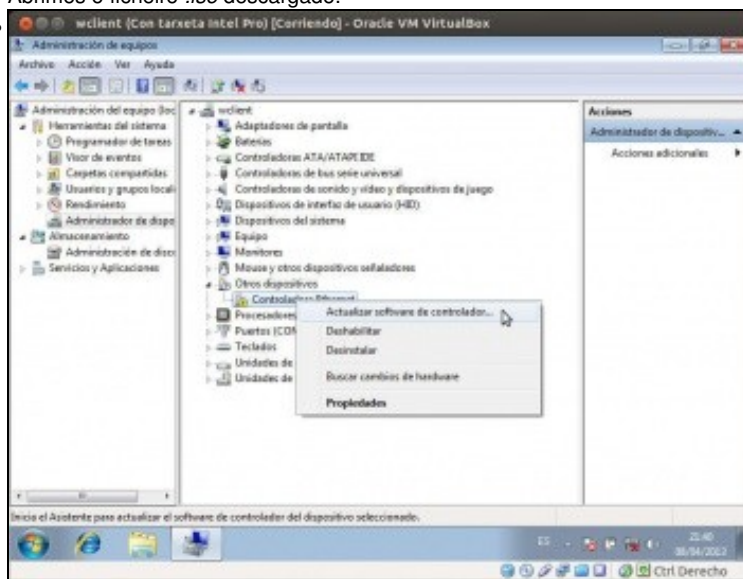 Abrimos o ficheiro .iso descargado.
wclient (Con tarxeta Intel Pro) [Corriendo] - Oracle VM VirtualBox
Administración de equipos
Archivo Acción Ver Ayuda
Administración del equipo (loc
Herramientas del sistema
Programador de tareas
Visor de eventos
Carpetas compartidas
Usuarios y grupos locale
Rendimiento
Administrador de dispo
Almacenamiento
Administración de disco
Servicios y Aplicaciones
wclient
Adaptadores de pantalla
Baterías
Controladoras ATA/ATAPI IDE
Controladoras de bus serie universal
Controladoras de sonido y vídeo y dispositivos de juego
Dispositivos de interfaz de usuario (HID)
Dispositivos del sistema
Equipo
Monitores
Mouse y otros dispositivos señaladores
Otros dispositivos
Controladora Ethernet
Procesadores
Puertos (COM
Teclados
Unidades de
Unidades de
Actualizar software de controlador...
Deshabilitar
Desinstalar
Buscar cambios de hardware
Propiedades
Acciones
Administrador de dispositiv...
Acciones adicionales
Inicia el Asistente para actualizar el software de controlador del dispositivo seleccionado.
ES
21:40
08/04/2013
Ctrl Derecho